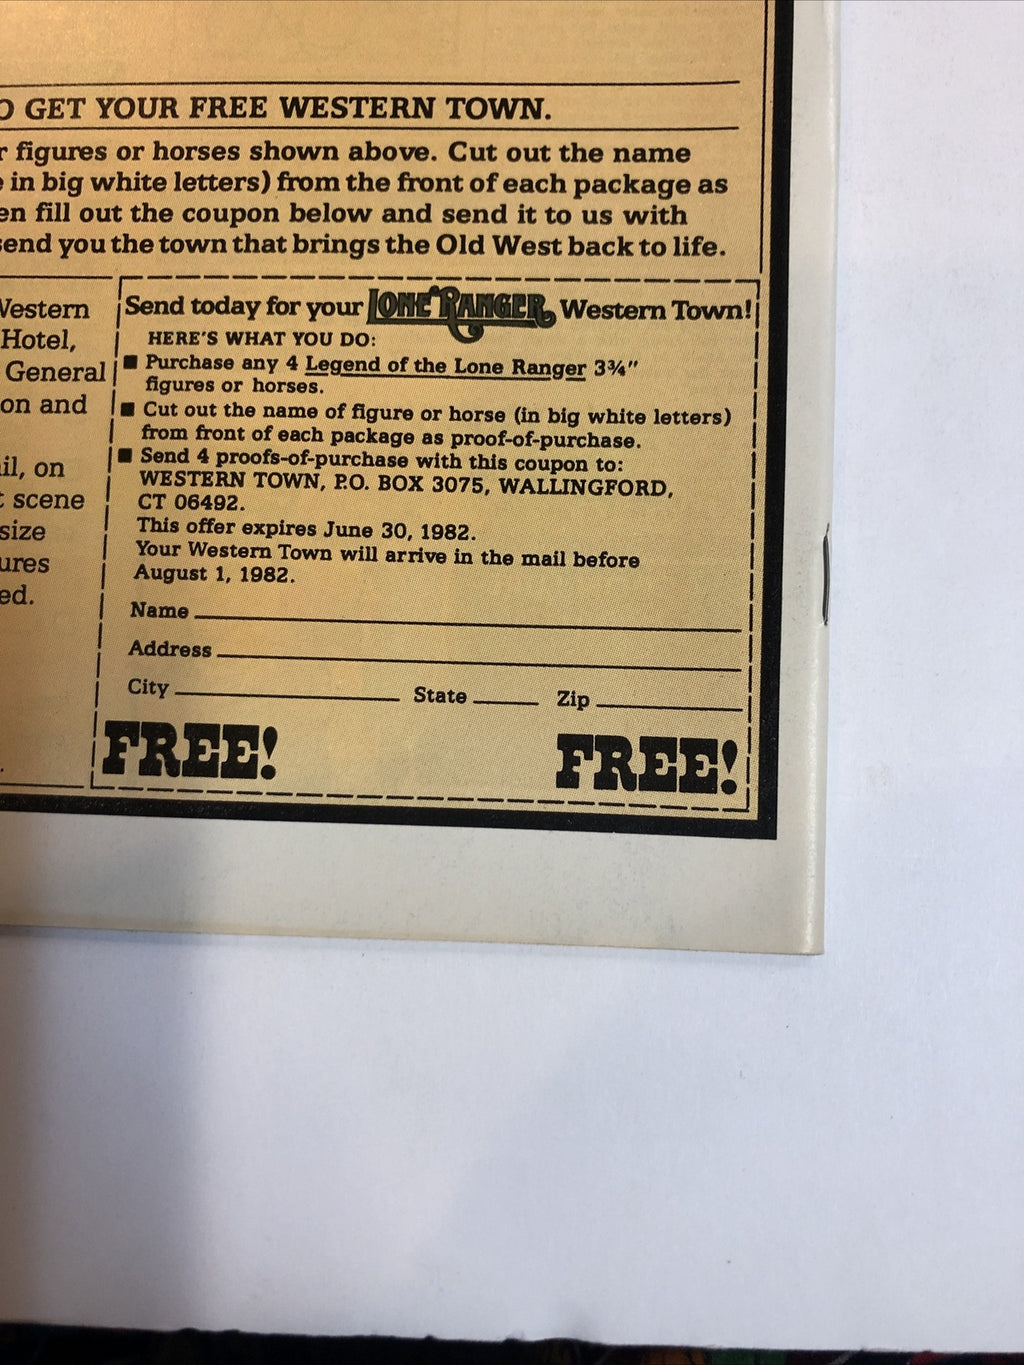 GET YOUR FREE WESTERN TOWN.
figures or horses shown above. Cut out the name
in big white letters) from the front of each package as
fill out the coupon below and send it to us with
send you the town that brings the Old West back to life.
Western
Hotel,
General
on and
on
scene
size
ed.
Send today for your LONE RANGER Western Town!
HERE'S WHAT YOU DO:
■ Purchase any 4 Legend of the Lone Ranger 3¾"
figures or horses.
■ Cut out the name of figure or horse (in big white letters)
from front of each package as proof-of-purchase.
■ Send 4 proofs-of-purchase with this coupon to:
WESTERN TOWN, P.O. BOX 3075, WALLINGFORD,
CT 06492.
This offer expires June 30, 1982.
Your Western Town will arrive in the mail before
August 1, 1982.
Name
Address
City State Zip
FREE! FREE!